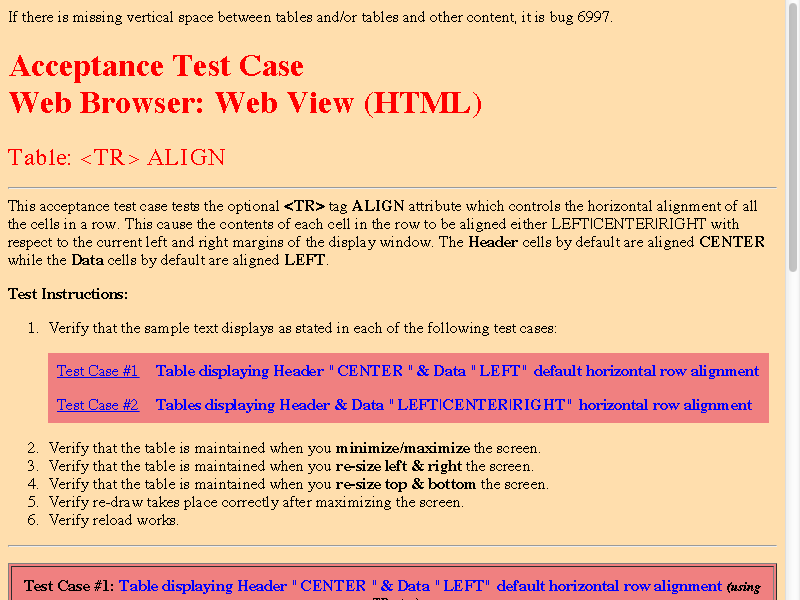 If there is missing vertical space between tables and/or tables and other content, it is bug 6997.
Acceptance Test Case
Web Browser: Web View (HTML)
Table: <TR> ALIGN
This acceptance test case tests the optional <TR> tag ALIGN attribute which controls the horizontal alignment of all
the cells in a row. This cause the contents of each cell in the row to be aligned either LEFT|CENTER|RIGHT with
respect to the current left and right margins of the display window. The Header cells by default are aligned CENTER
while the Data cells by default are aligned LEFT.
Test Instructions:
1. Verify that the sample text displays as stated in each of the following test cases:
Test Case #1 Table displaying Header "CENTER" & Data "LEFT" default horizontal row alignment
Test Case #2 Tables displaying Header & Data "LEFT|CENTER|RIGHT" horizontal row alignment
2. Verify that the table is maintained when you minimize/maximize the screen.
3. Verify that the table is maintained when you re-size left & right the screen.
4. Verify that the table is maintained when you re-size top & bottom the screen.
5. Verify re-draw takes place correctly after maximizing the screen.
6. Verify reload works.
Test Case #1: Table displaying Header "CENTER" & Data "LEFT" default horizontal row alignment (using